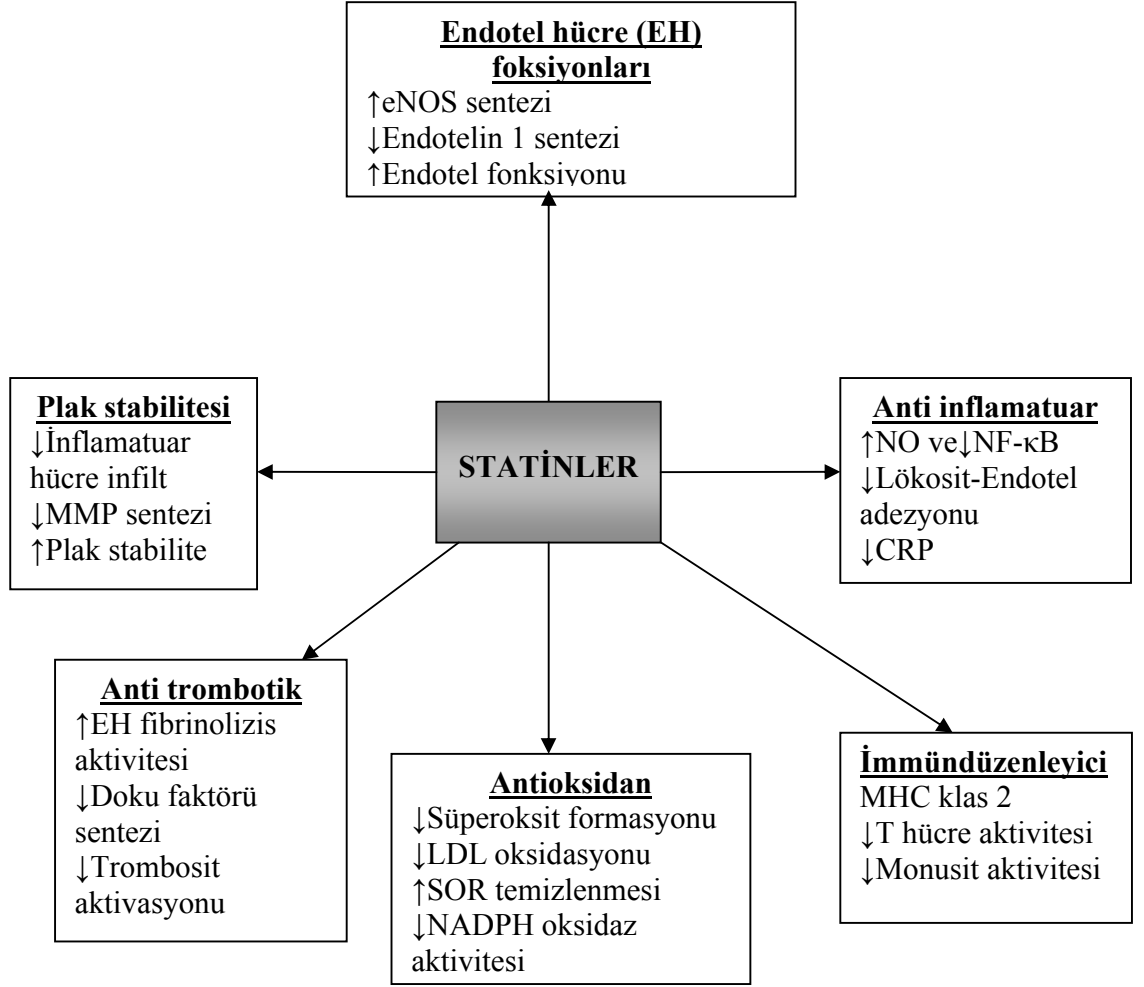 Endotel hücre (EH)
foksiyonları
↑eNOS sentezi
↓Endotelin 1 sentezi
↑Endotel fonksiyonu
Plak stabilitesi
↓İnflamatuar
hücre infilt
↓MMP sentezi
↑Plak stabilite
STATİNLER
Anti inflamatuar
↑NO ve↓NF-κB
↓Lökosit-Endotel
adezyonu
↓CRP
Anti trombotik
↑EH fibrinolizis
aktivitesi
↓Doku faktörü
sentezi
↓Trombosit
aktivasyonu
Antioksidan
↓Süperoksit formasyonu
↓LDL oksidasyonu
↑SOR temizlenmesi
↓NADPH oksidaz
aktivitesi
İmmündüzenleyici
MHC klas 2
↓T hücre aktivitesi
↓Monusit aktivitesi